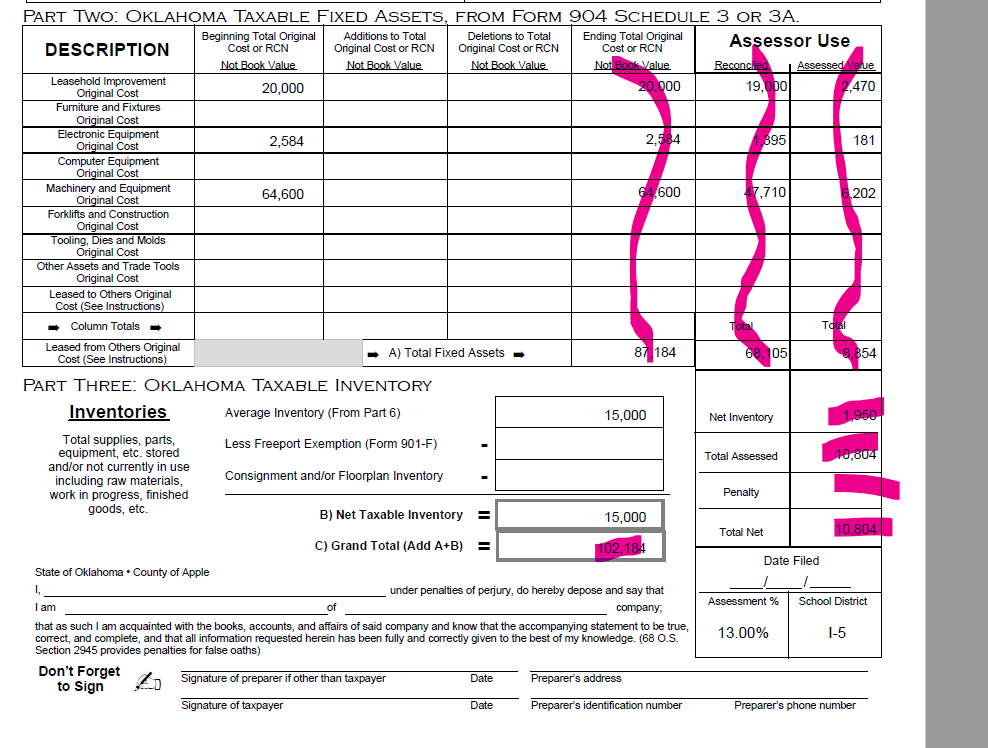 PART TWO: OKLAHOMA TAXABLE FIXED ASSETS, FROM FORM 904 SCHEDULE 3 OR 3A.
DESCRIPTION
Beginning Total Original Cost or RCN
Not Book Value
Additions to Total Original Cost or RCN
Not Book Value
Deletions to Total Original Cost or RCN
Not Book Value
Ending Total Original Cost or RCN
Not Book Value
Assessor Use
Reconciled Assessed Value
Leasehold Improvement Original Cost 20,000 20,000 19,000 2,470
Furniture and Fixtures Original Cost
Electronic Equipment Original Cost 2,584 2,584 1,395 181
Computer Equipment Original Cost
Machinery and Equipment Original Cost 64,600 64,600 47,710 6,202
Forklifts and Construction Original Cost
Tooling, Dies and Molds Original Cost
Other Assets and Trade Tools Original Cost
Leased to Others Original Cost (See Instructions)
➨ Column Totals ➨ Total Total
Leased from Others Original Cost (See Instructions) ➨ A) Total Fixed Assets ➨ 87,184 68,105 8,854
PART THREE: OKLAHOMA TAXABLE INVENTORY
Inventories
Total supplies, parts,
equipment, etc. stored
and/or not currently in use
including raw materials,
work in progress, finished
goods, etc.
Average Inventory (From Part 6) 15,000
Less Freeport Exemption (Form 901-F) -
Consignment and/or Floorplan Inventory -
B) Net Taxable Inventory = 15,000
C) Grand Total (Add A+B) = 102,184
Net Inventory 1,950
Total Assessed 10,804
Penalty
Total Net 10,804
Date Filed
____/____/____
Assessment % School District
13.00% I-5
State of Oklahoma • County of Apple
I, under penalties of perjury, do hereby depose and say that
I am of company;
that as such I am acquainted with the books, accounts, and affairs of said company and know that the accompanying statement to be true,
correct, and complete, and that all information requested herein has been fully and correctly given to the best of my knowledge. (68 O.S.
Section 2945 provides penalties for false oaths)
Don't Forget
to Sign
Signature of preparer if other than taxpayer Date Preparer's address
Signature of taxpayer Date Preparer's identification number Preparer's phone number